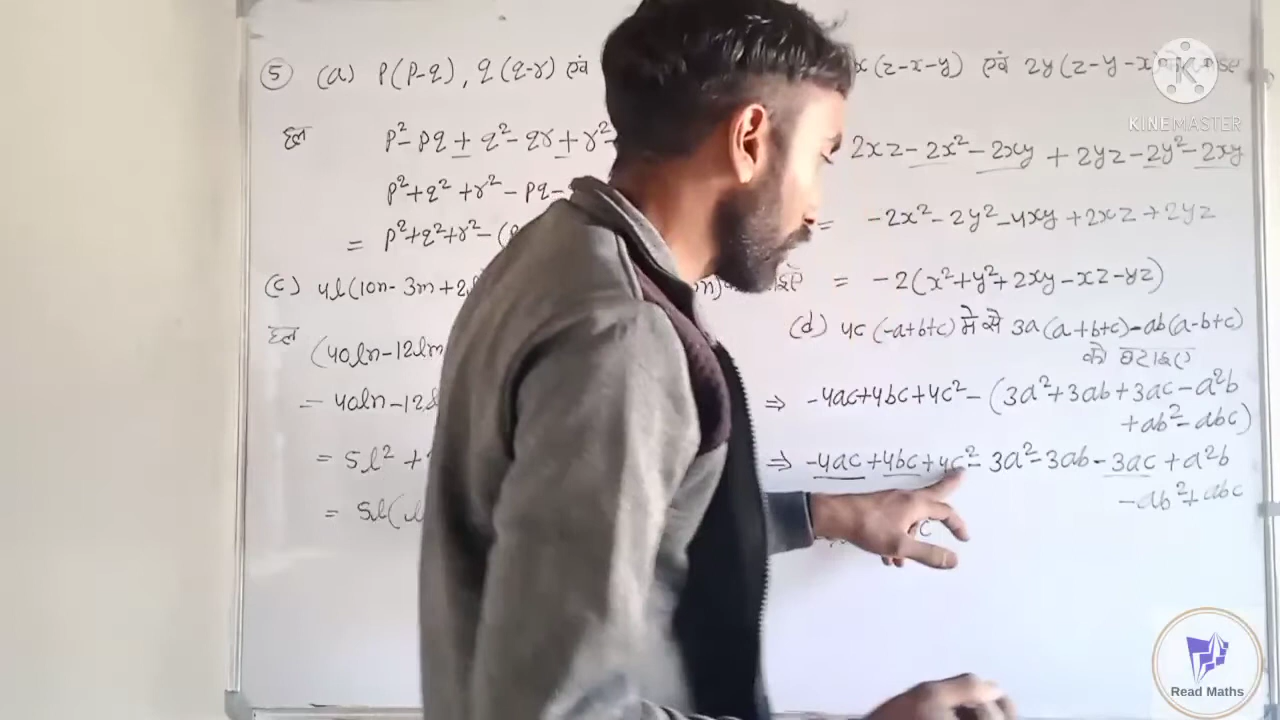 ⑤ (a) P(P-q), q(q-r) एवं
हल P²-Pq + q²-qr + r²-
P²+q²+r²-Pq-
= P²+q²+r²-(
(c) 4l(10n-3m+2l
हल (40ln-12lm
= 40ln-12l
= 5l² +
= 5l(
x(z-x-y) एवं 2y(z-y-x)
2xz-2x²-2xy + 2yz-2y²-2xy
= -2x²-2y²-4xy+2xz+2yz
= -2(x²+y²+2xy-xz-yz)
(d) 4c(-a+b+c) में से 3a(a+b+c)-ab(a-b+c)
को घटाइए
⇒ -4ac+4bc+4c²-(3a²+3ab+3ac-a²b
+ab²-abc)
⇒ -4ac+4bc+4c²-3a²-3ab-3ac+a²b
-ab²+abc
KINEMASTER
Read Maths